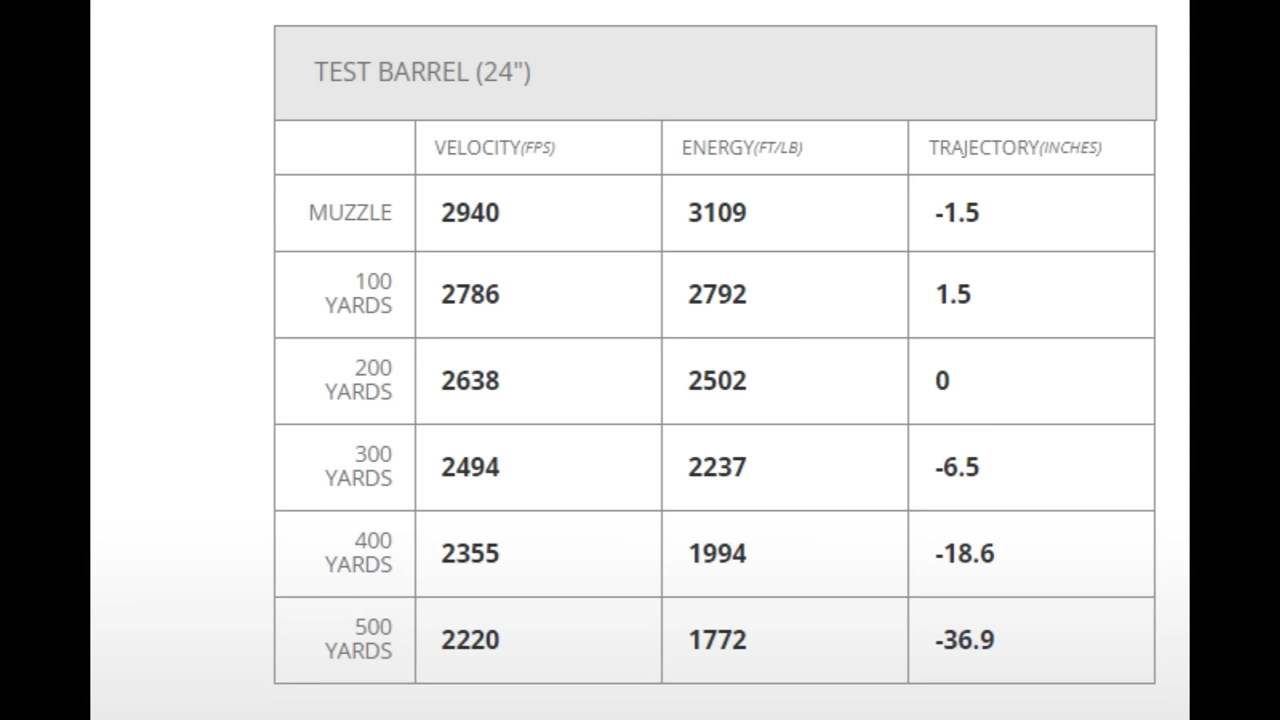 TEST BARREL (24")
VELOCITY(FPS) ENERGY(FT/LB) TRAJECTORY(INCHES)
MUZZLE 2940 3109 -1.5
100
YARDS 2786 2792 1.5
200
YARDS 2638 2502 0
300
YARDS 2494 2237 -6.5
400
YARDS 2355 1994 -18.6
500
YARDS 2220 1772 -36.9